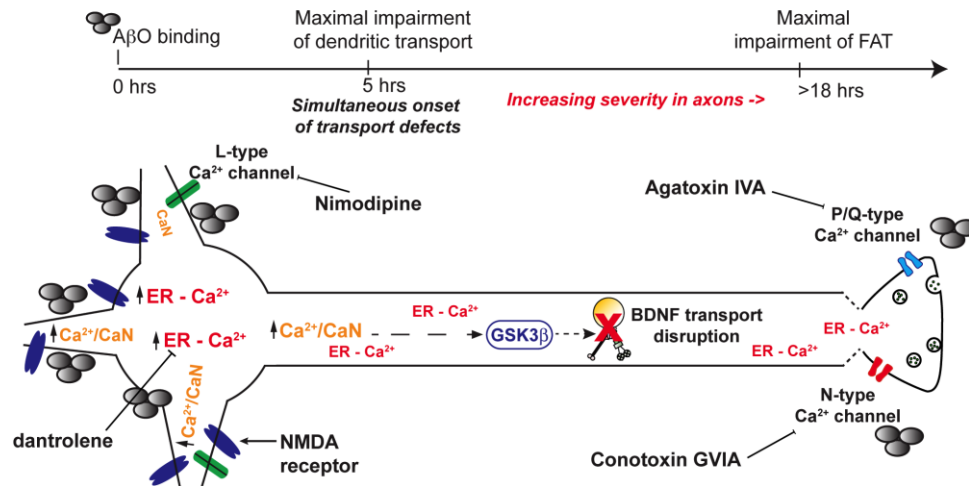 AβO binding
Maximal impairment
of dendritic transport
Maximal
impairment of FAT
0 hrs
5 hrs
>18 hrs
Simultaneous onset
of transport defects
Increasing severity in axons ->
L-type
Ca²⁺ channel
Nimodipine
CaN
Agatoxin IVA
P/Q-type
Ca²⁺ channel
ER - Ca²⁺
Ca²⁺/CaN
ER - Ca²⁺
Ca²⁺/CaN
ER - Ca²⁺
ER - Ca²⁺
GSK3β
X
BDNF transport
disruption
ER - Ca²⁺
ER - Ca²⁺
Ca²⁺/CaN
dantrolene
NMDA
receptor
N-type
Ca²⁺ channel
Conotoxin GVIA